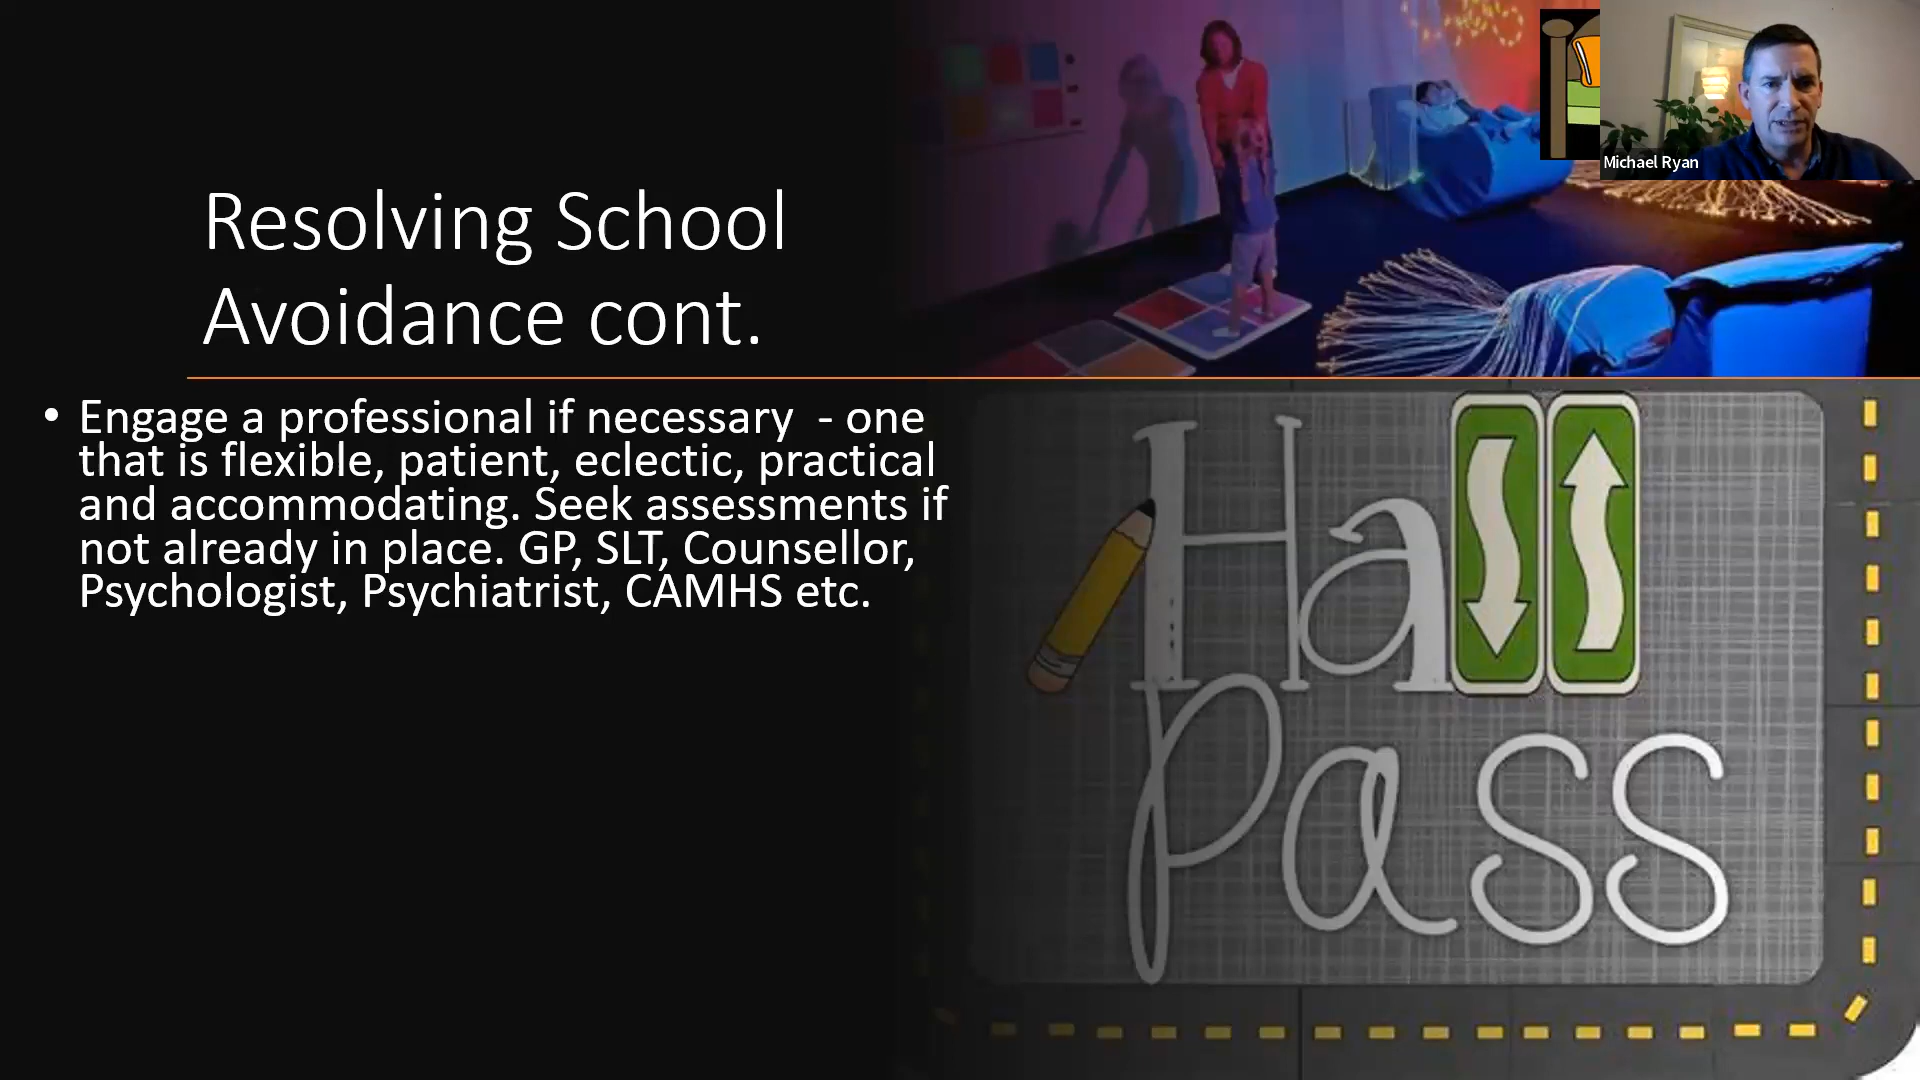 Michael Ryan
Resolving School
Avoidance cont.
• Engage a professional if necessary  - one
that is flexible, patient, eclectic, practical
and accommodating. Seek assessments if
not already in place. GP, SLT, Counsellor,
Psychologist, Psychiatrist, CAMHS etc.
Hall
Pass